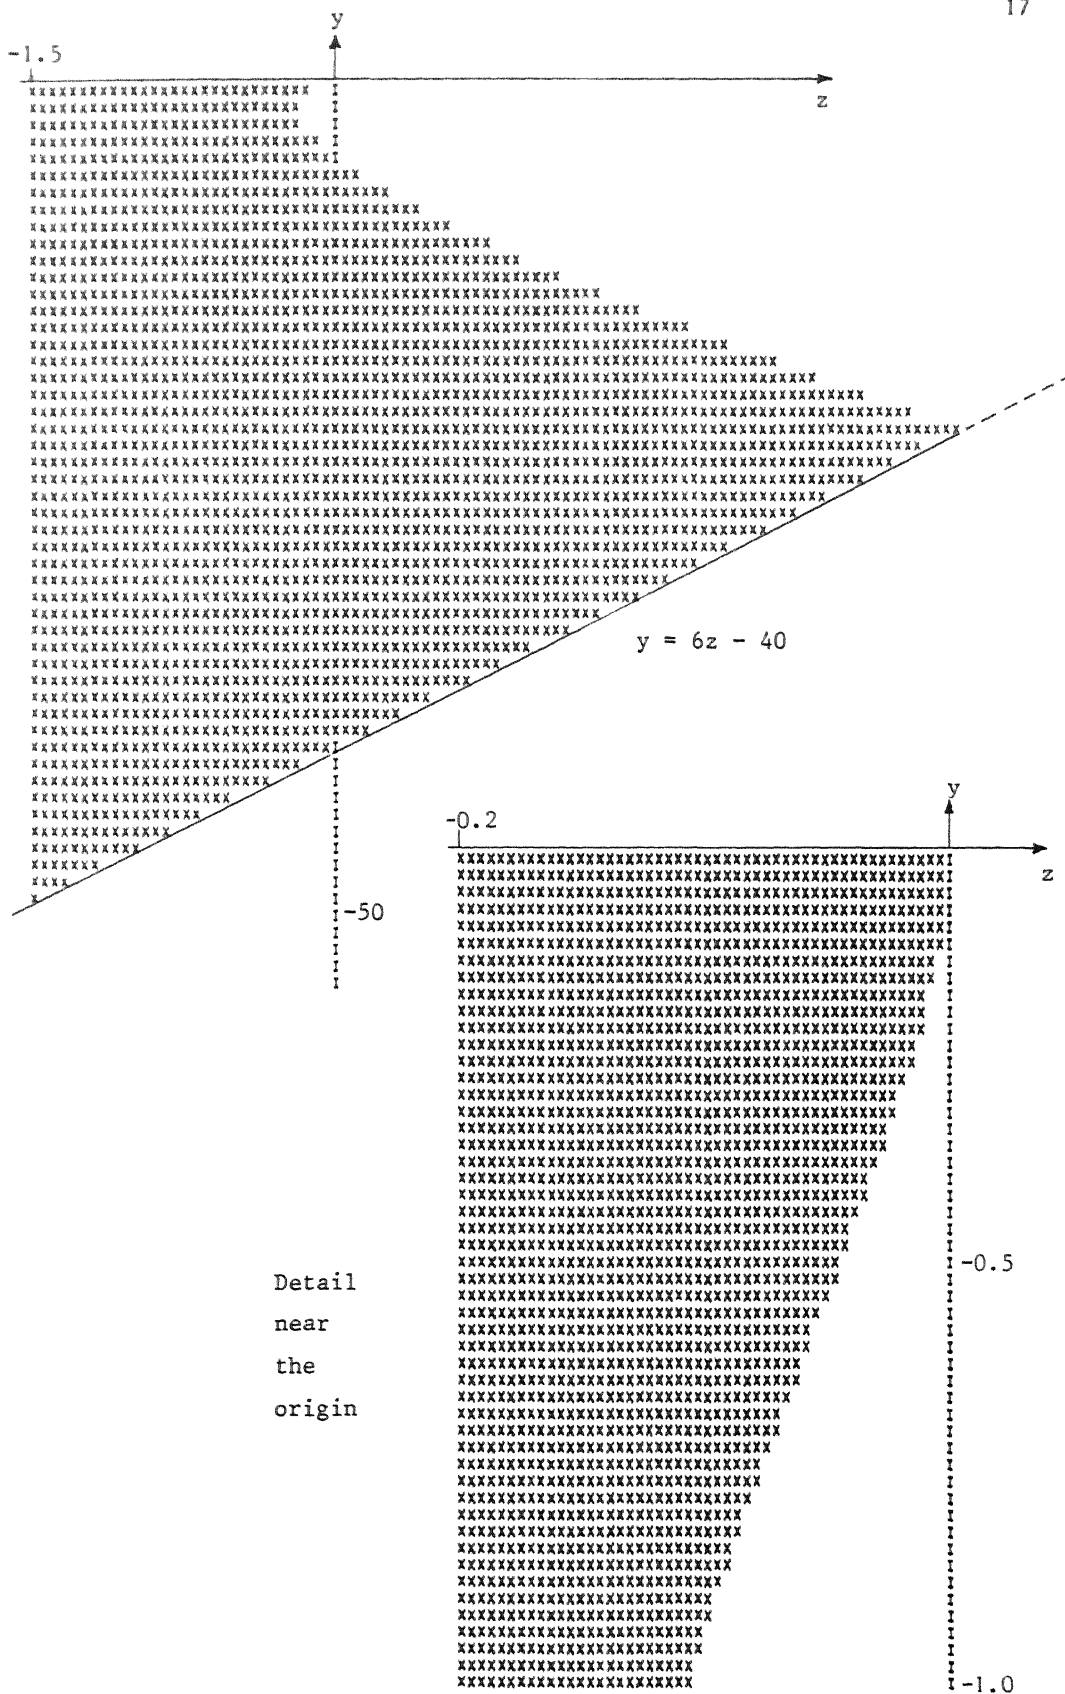 17
y
-1.5
z
y = 6z - 40
-50
y
-0.2
z
-0.5
Detail
near
the
origin
-1.0